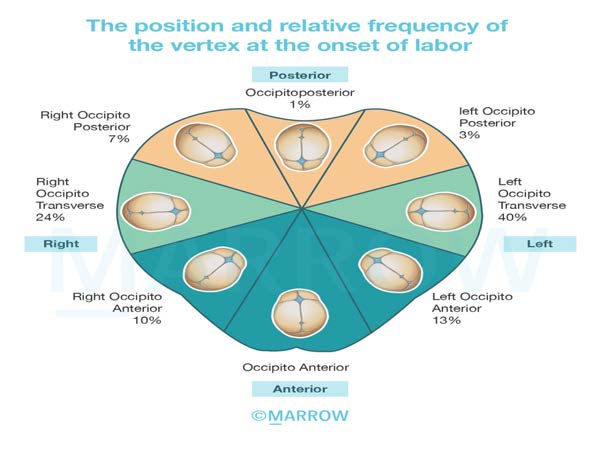 The position and relative frequency of
the vertex at the onset of labor
Posterior
Occipitoposterior
1%
Right Occipito
Posterior
7%
left Occipito
Posterior
3%
Right
Occipito
Transverse
24%
Left
Occipito
Transverse
40%
Right
Left
MARROW
Right Occipito
Anterior
10%
Left Occipito
Anterior
13%
Occipito Anterior
Anterior
©MARROW